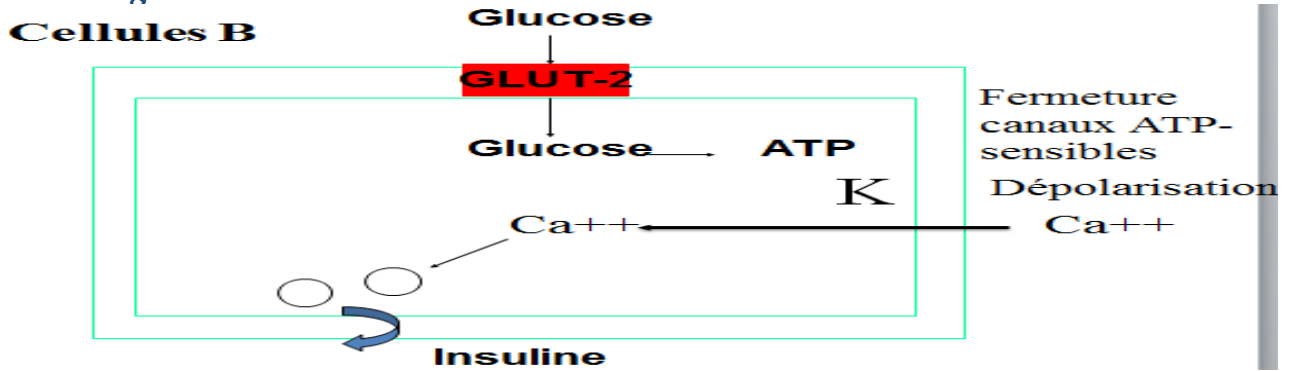 Glucose
Cellules B
GLUT-2
Fermeture
canaux ATP-
sensibles
Glucose
ATP
K
Dépolarisation
Ca++
Ca++
Insuline